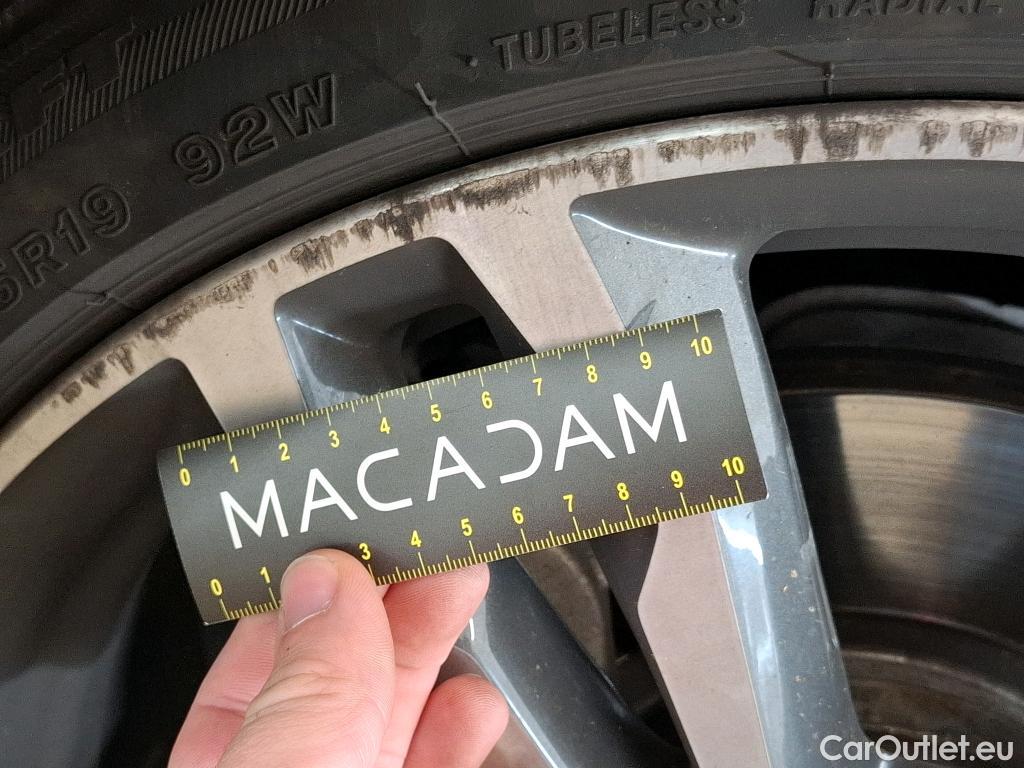 TUBELESS RADIAL
92W
5R19
0 1 2 3 4 5 6 7 8 9 10
MACADAM
0 1 3 4 5 6 7 8 9 10
CarOutlet.eu